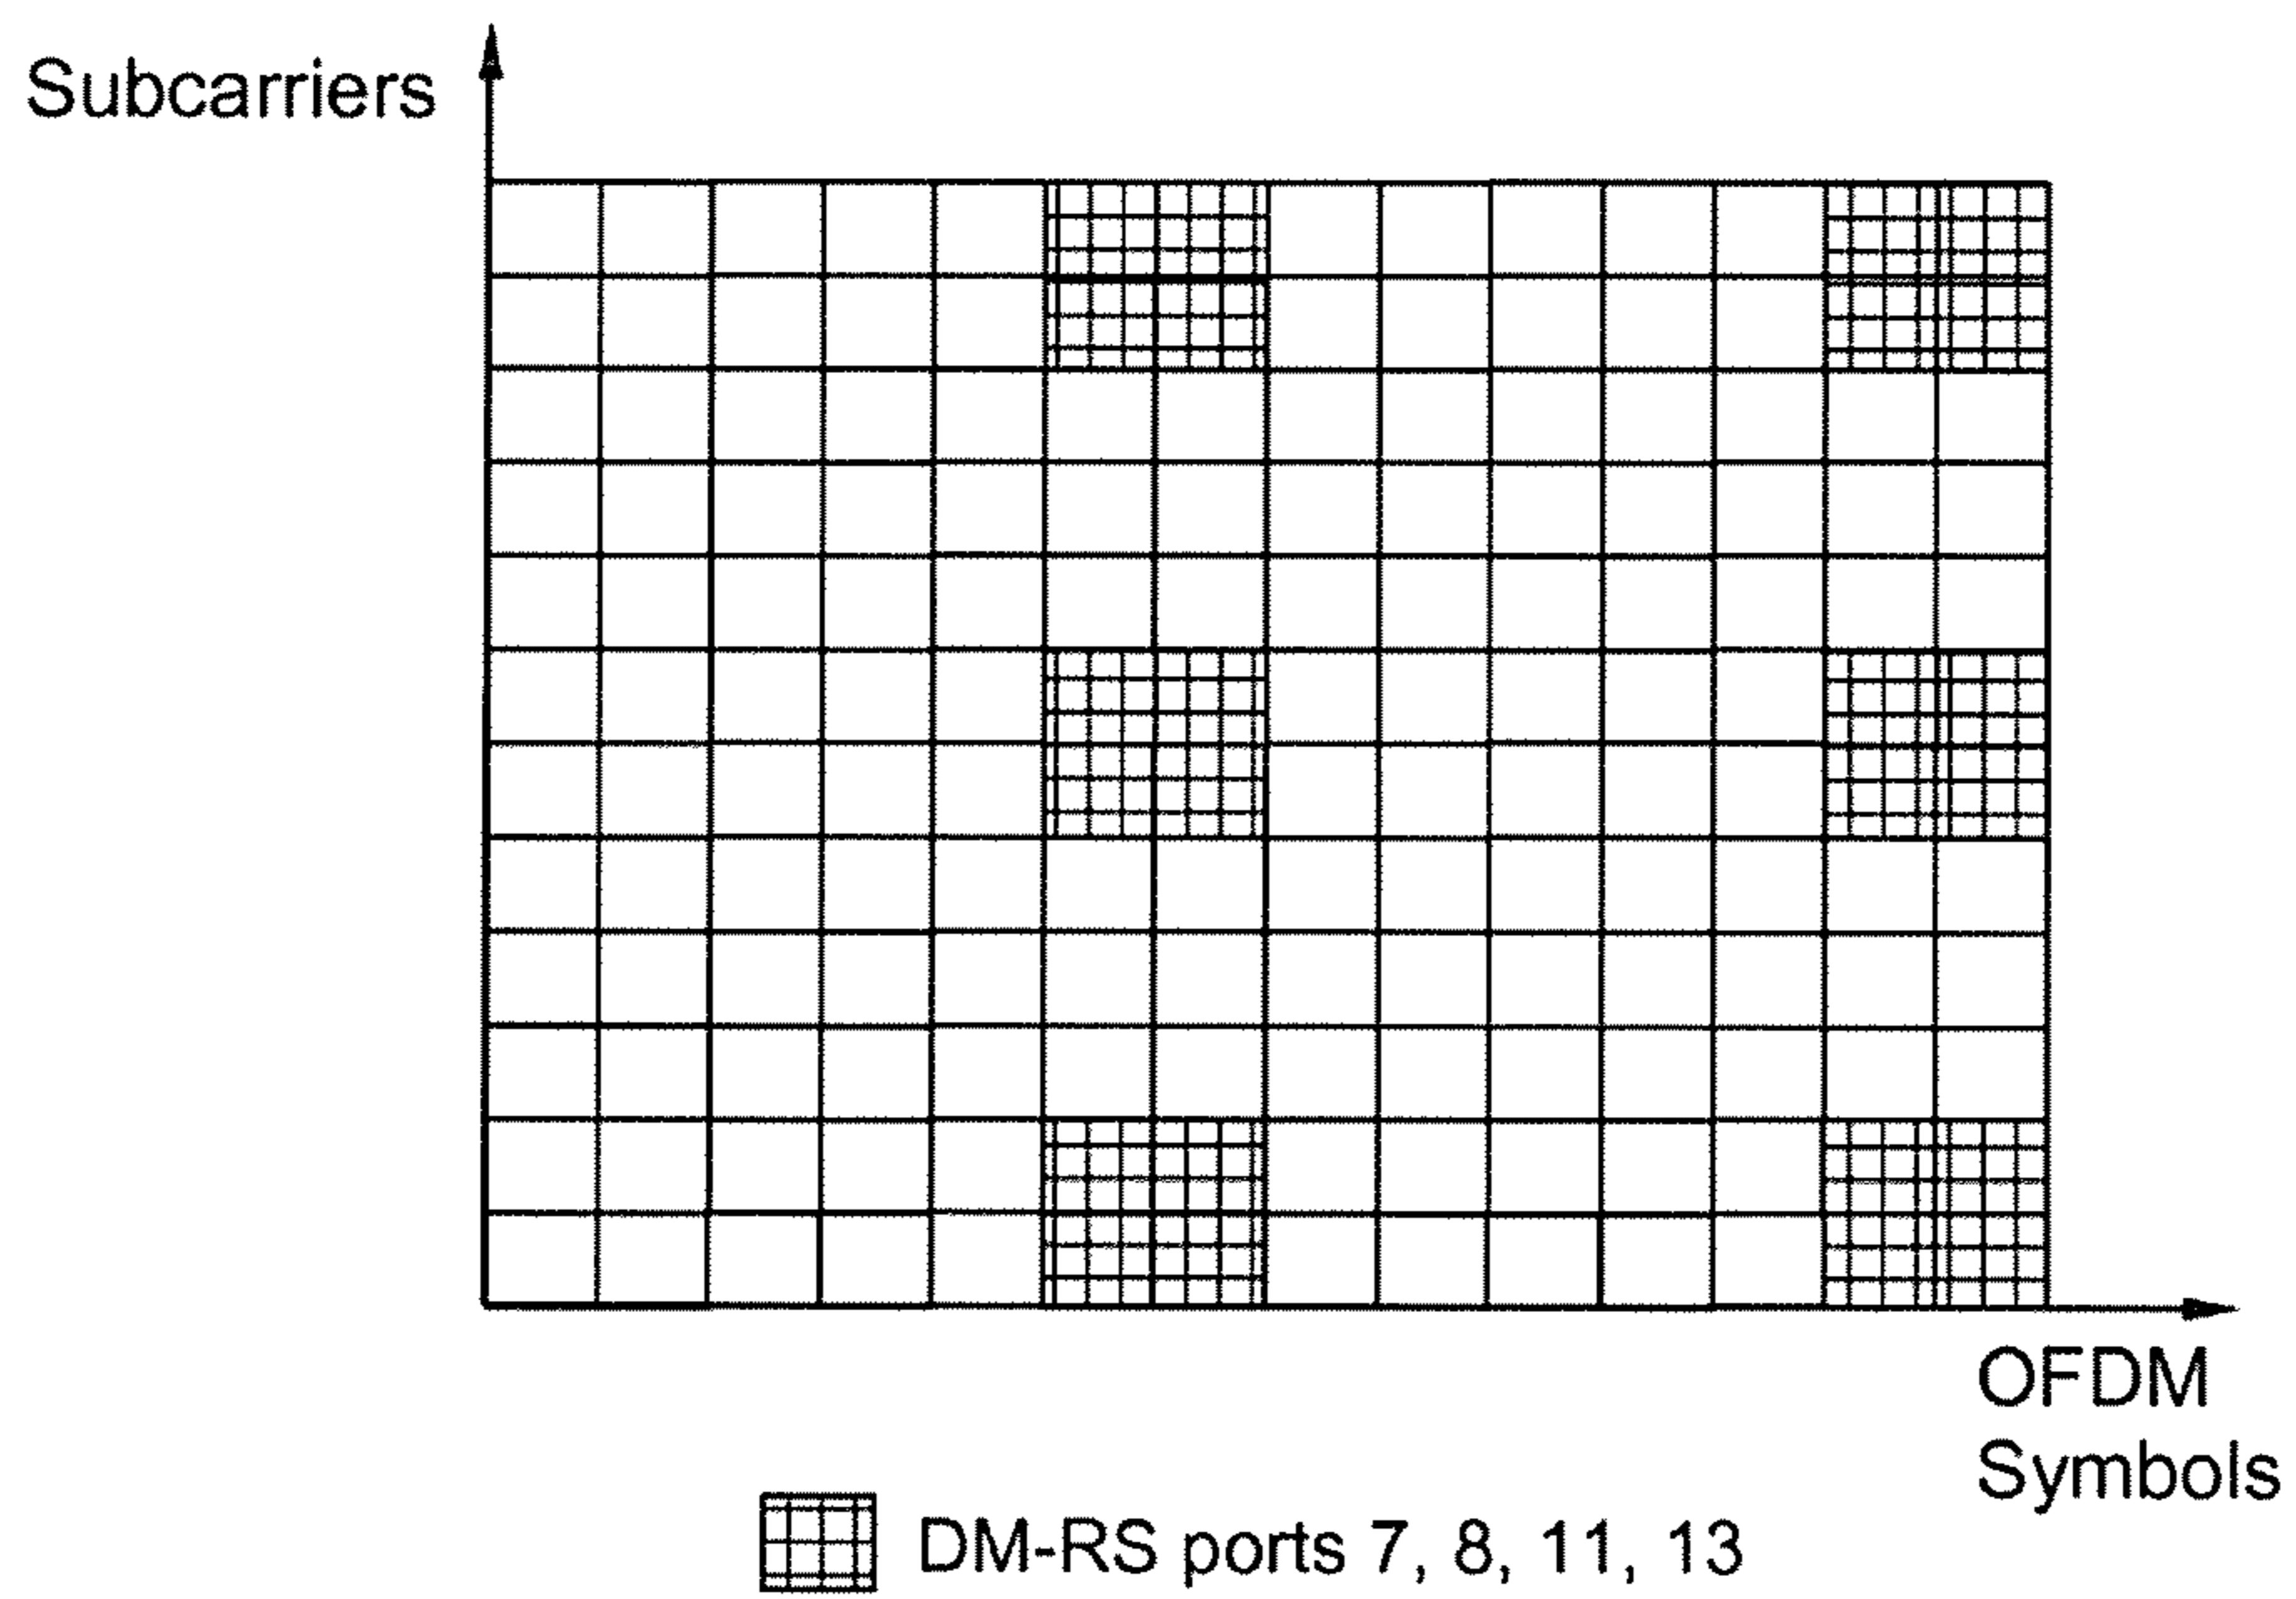 Subcarriers
OFDM
Symbols
DM-RS ports 7, 8, 11, 13